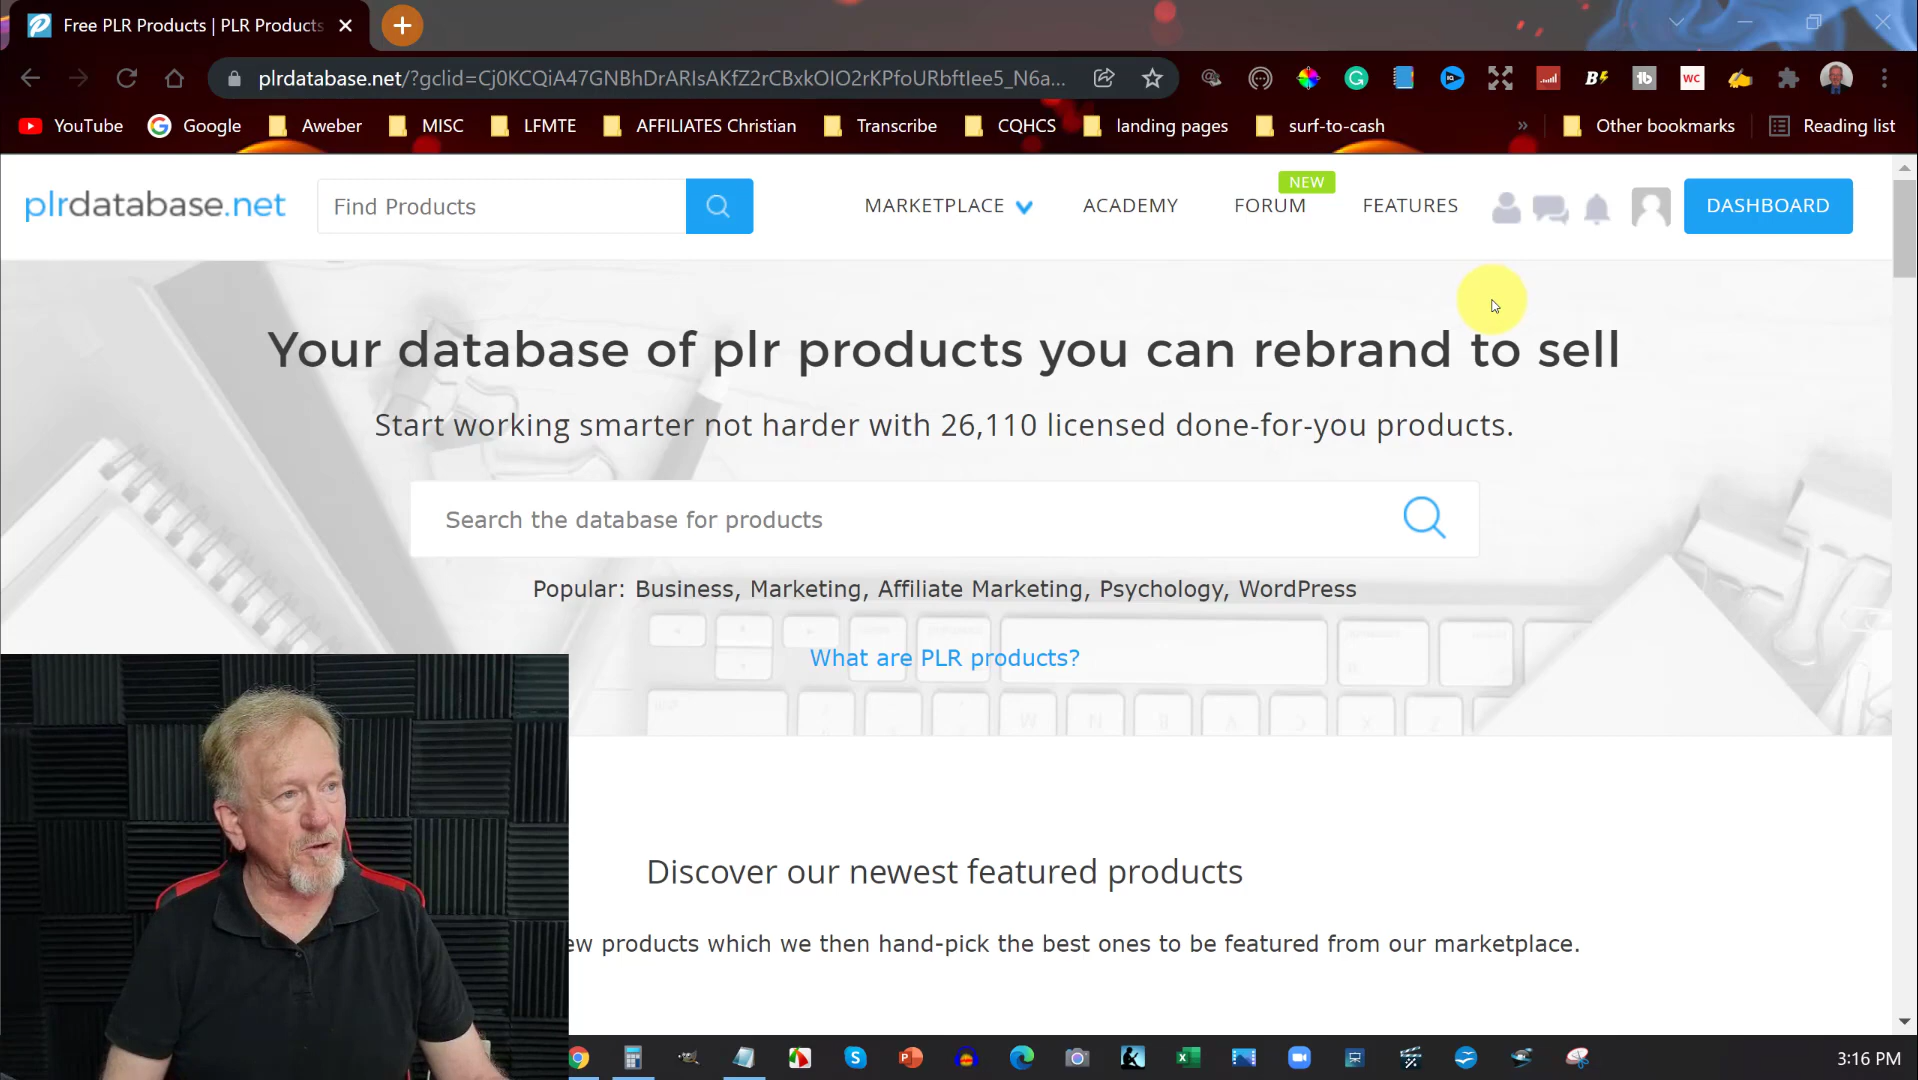 Free PLR Products | PLR Products
plrdatabase.net/?gclid=Cj0KCQiA47GNBhDrARIsAKfZ2rCBxkOIO2rKPfoURbftIee5_N6a...
YouTube Google Aweber MISC LFMTE AFFILIATES Christian Transcribe CQHCS landing pages surf-to-cash » Other bookmarks Reading list
plrdatabase.net Find Products MARKETPLACE ACADEMY NEW FORUM FEATURES DASHBOARD
Your database of plr products you can rebrand to sell
Start working smarter not harder with 26,110 licensed done-for-you products.
Search the database for products
Popular: Business, Marketing, Affiliate Marketing, Psychology, WordPress
What are PLR products?
Discover our newest featured products
products which we then hand-pick the best ones to be featured from our marketplace.
3:16 PM